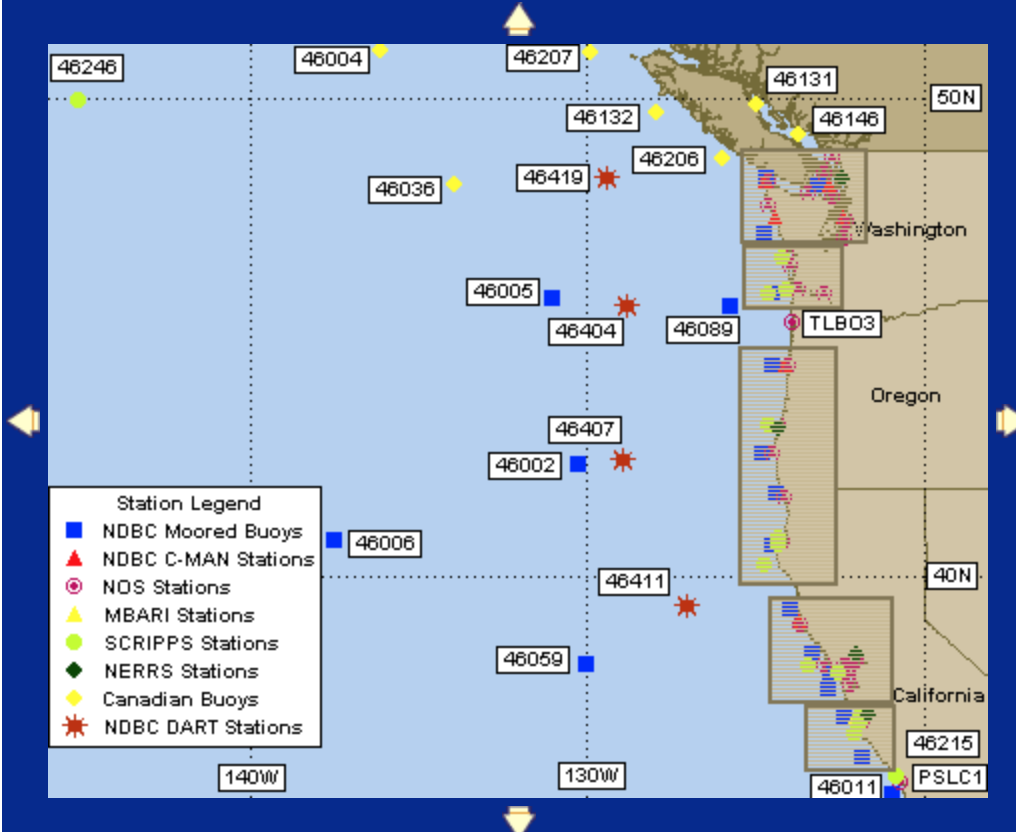 46246
46004
46207
46131
50N
46132
46146
46206
46419
46036
Washington
46005
46404
46089
TLBO3
Oregon
46407
46002
Station Legend
NDBC Moored Buoys
NDBC C-MAN Stations
NOS Stations
MBARI Stations
SCRIPPS Stations
NERRS Stations
Canadian Buoys
NDBC DART Stations
46006
46411
40N
46059
California
46215
140W
130W
46011
PSLC1